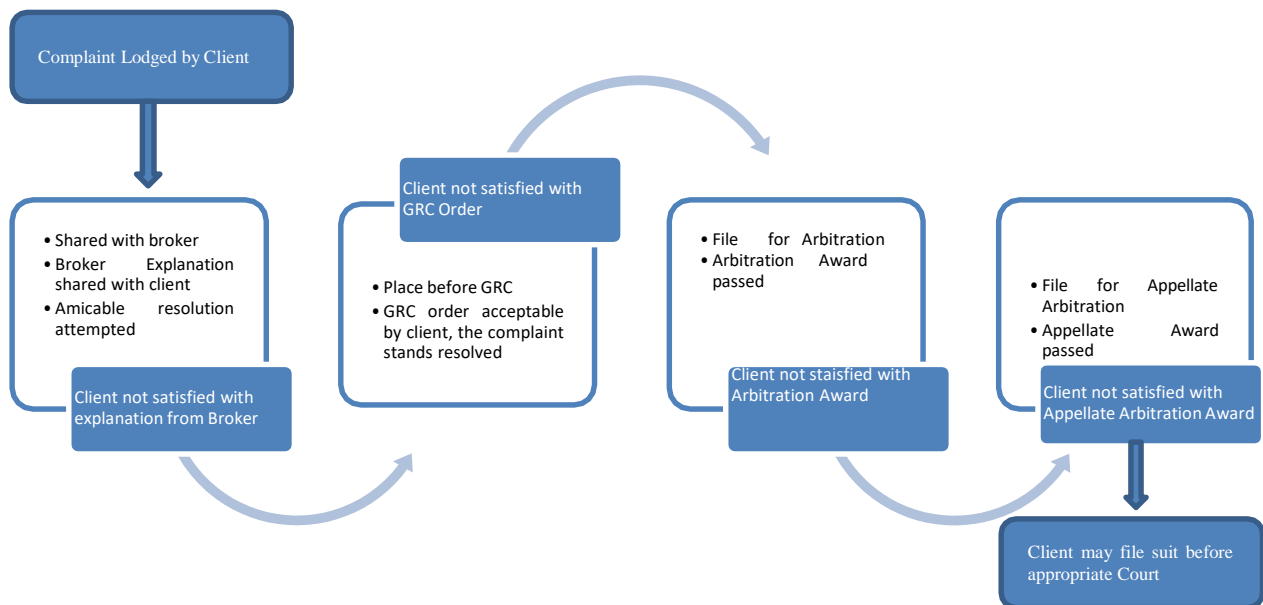 Complaint Lodged by Client
• Shared with broker
• Broker Explanation
shared with client
• Amicable resolution
attempted
Client not satisfied with
explanation from Broker
Client not satisfied with
GRC Order
• Place before GRC
• GRC order acceptable
by client, the complaint
stands resolved
• File for Arbitration
• Arbitration Award
passed
Client not staisfied with
Arbitration Award
• File for Appellate
Arbitration
• Appellate Award
passed
Client not satisfied with
Appellate Arbitration Award
Client may file suit before
appropriate Court